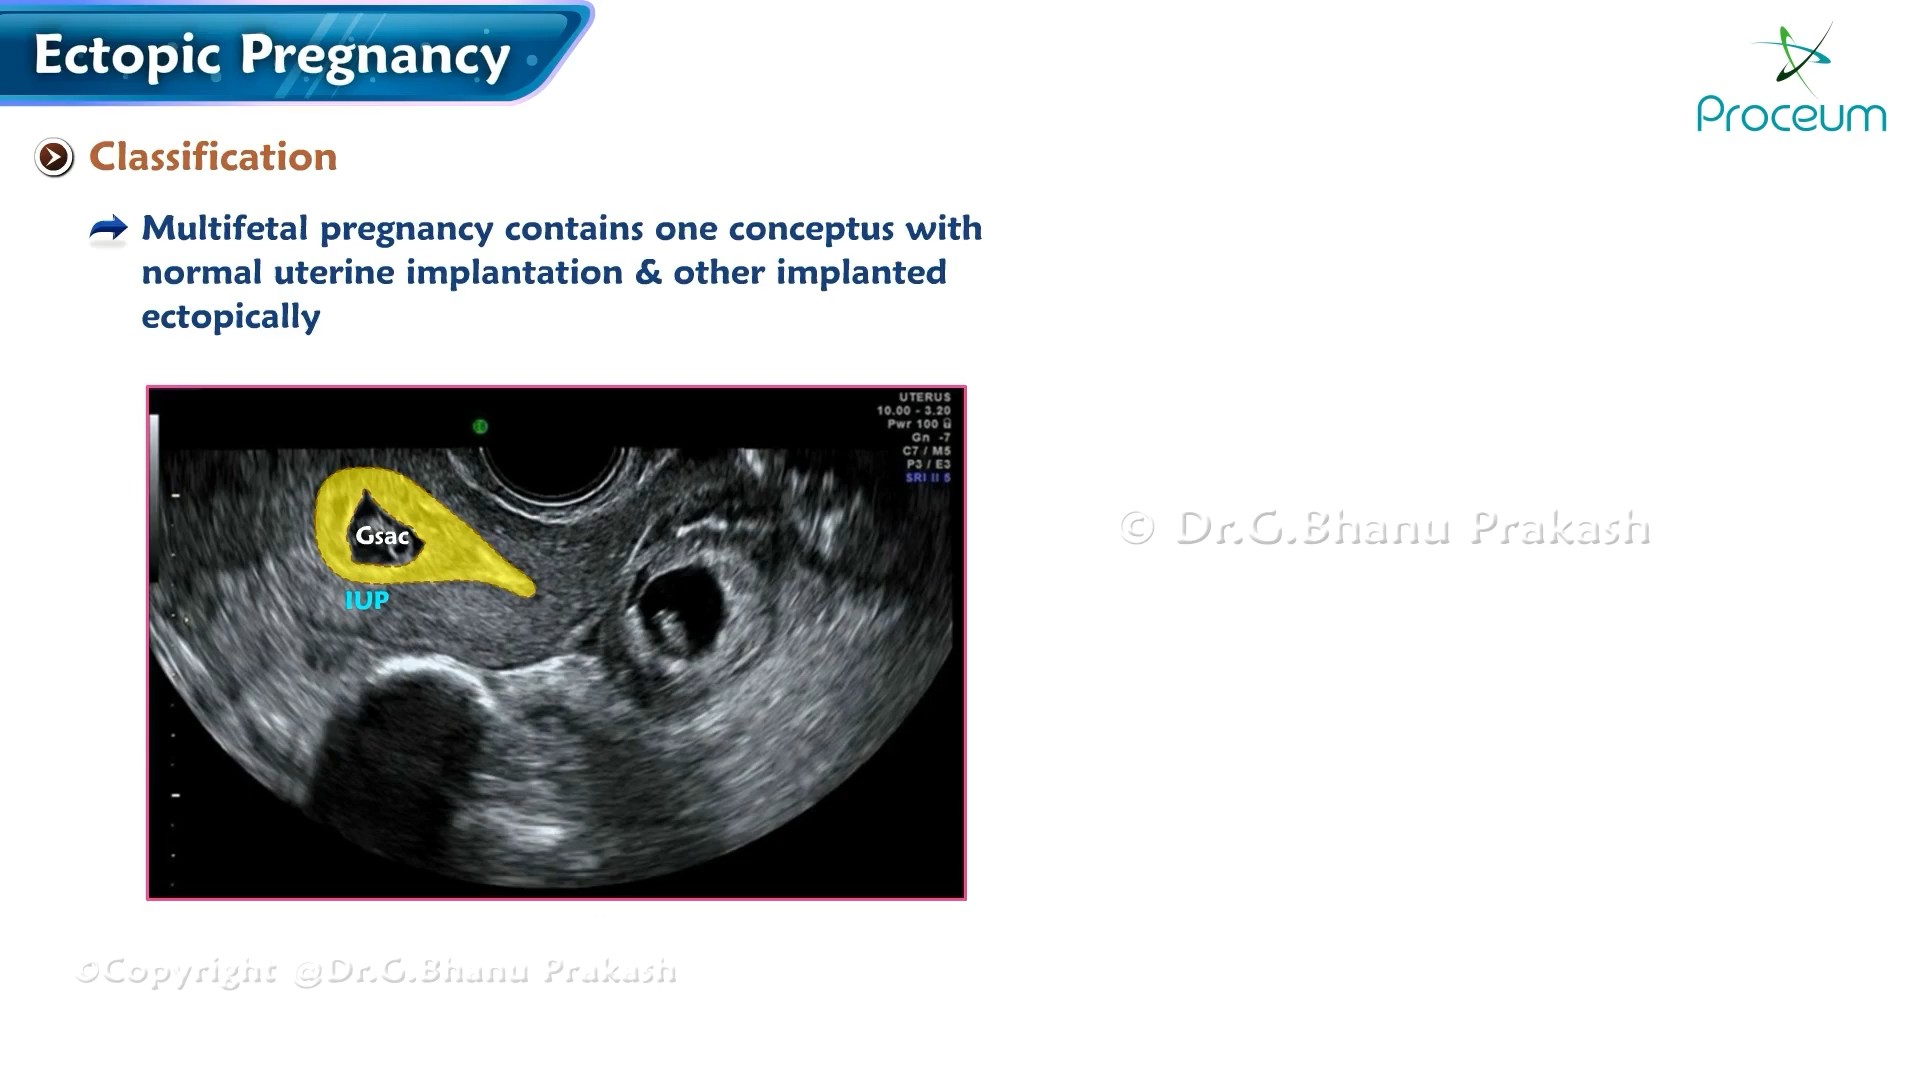 Ectopic Pregnancy
Proceum
Classification
Multifetal pregnancy contains one conceptus with
normal uterine implantation & other implanted
ectopically
UTERUS
10.00 - 3.20
Pwr 100
Gn -7
C7 / M5
P3 / E3
SRI II 5
Gsac
IUP
© Dr.G.Bhanu Prakash
©Copyright @Dr.G.Bhanu Prakash